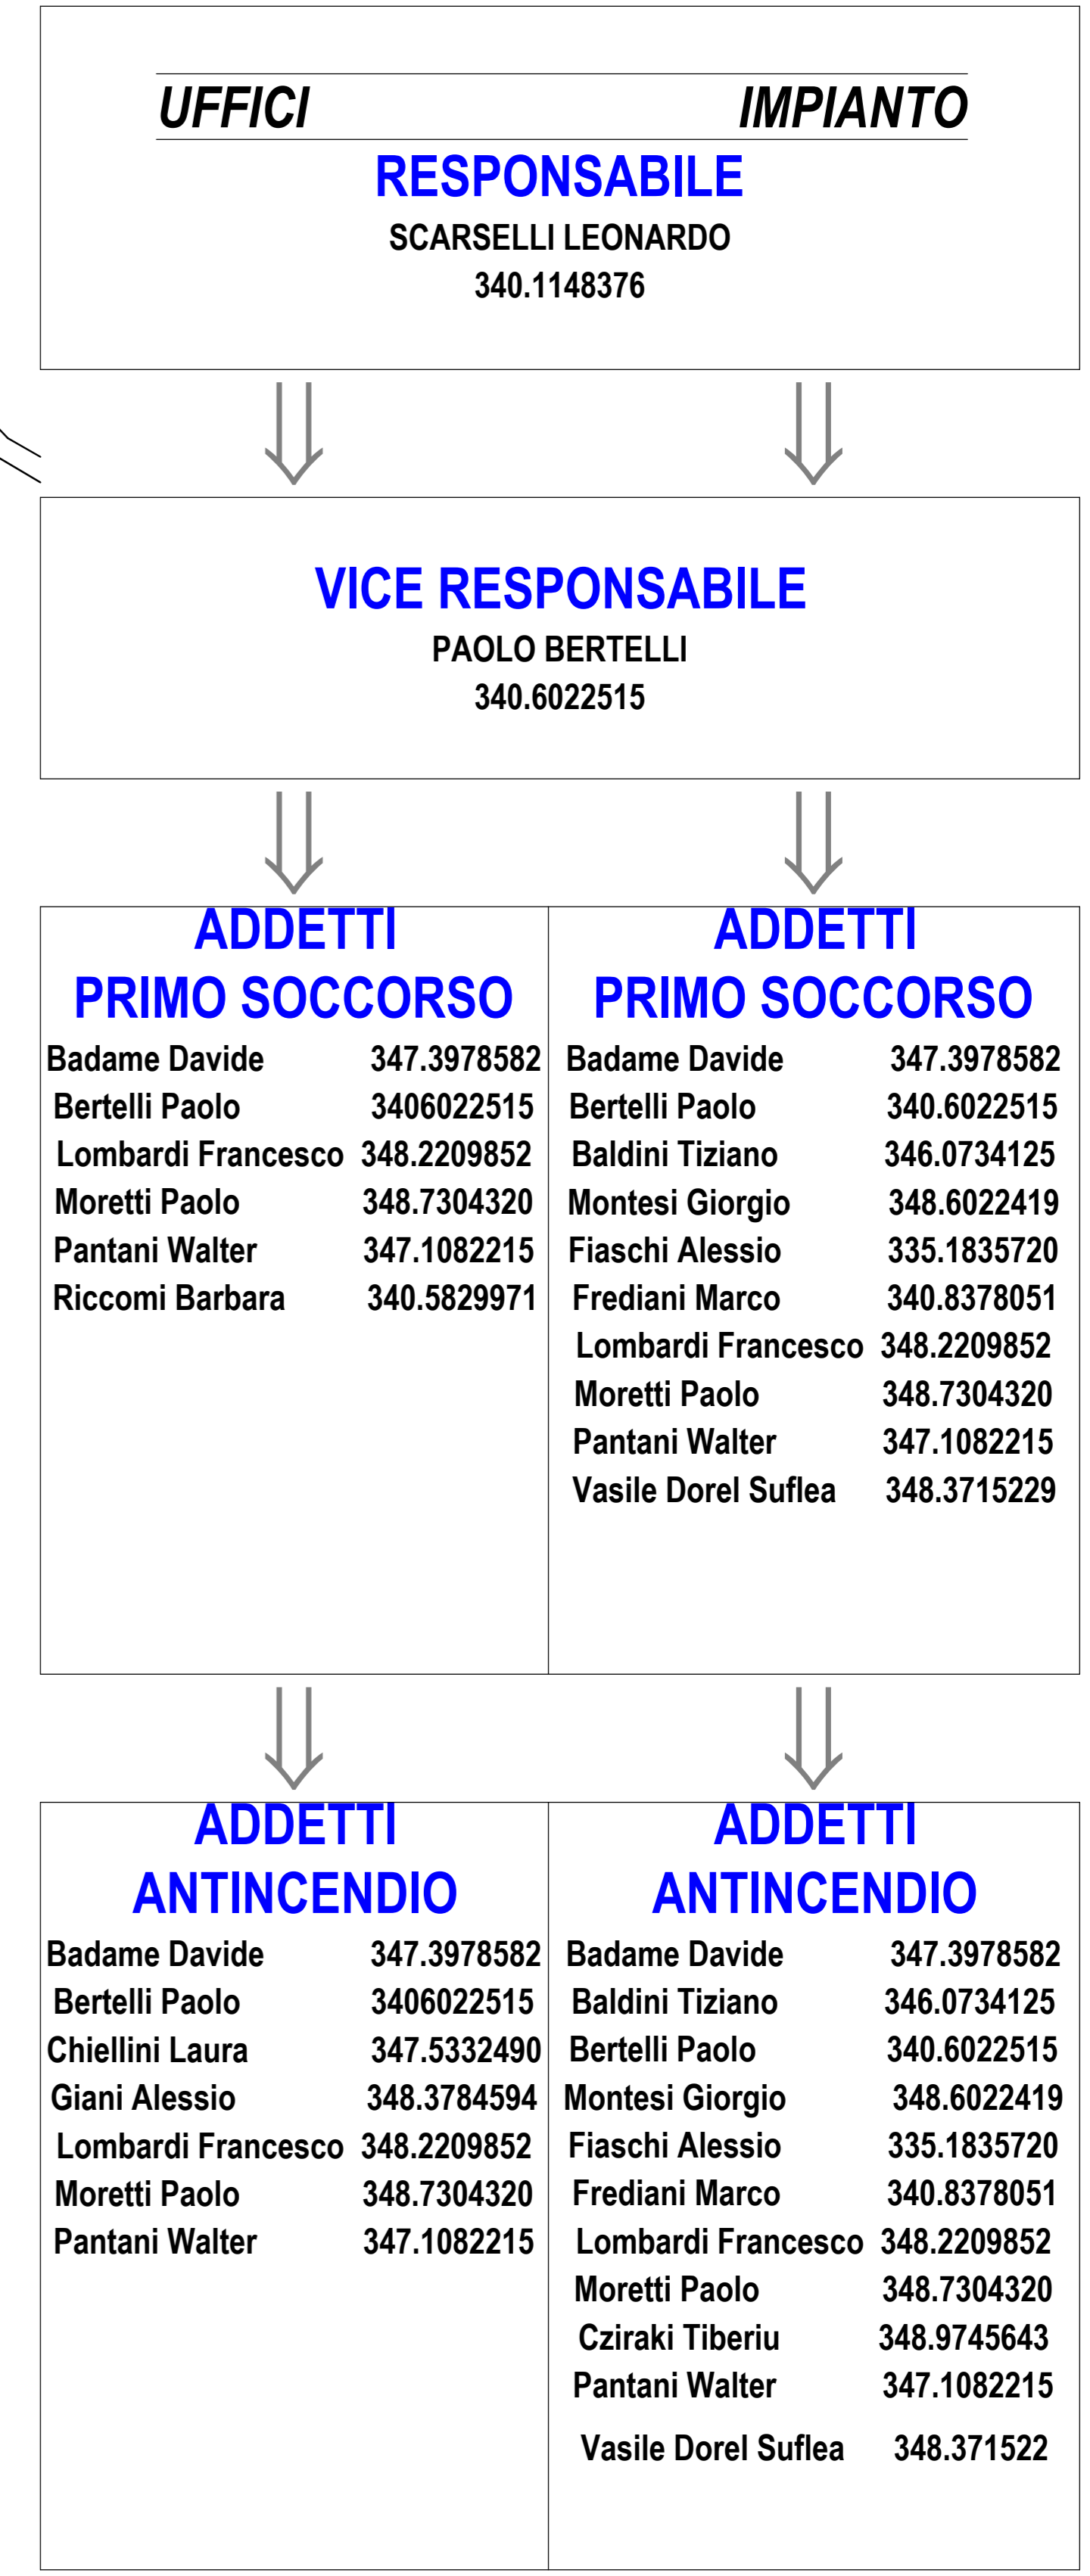 UFFICI IMPIANTO
RESPONSABILE
SCARSELLI LEONARDO
340.1148376
VICE RESPONSABILE
PAOLO BERTELLI
340.6022515
ADDETTI
PRIMO SOCCORSO
Badame Davide 347.3978582
Bertelli Paolo 3406022515
Lombardi Francesco 348.2209852
Moretti Paolo 348.7304320
Pantani Walter 347.1082215
Riccomi Barbara 340.5829971
ADDETTI
PRIMO SOCCORSO
Badame Davide 347.3978582
Bertelli Paolo 340.6022515
Baldini Tiziano 346.0734125
Montesi Giorgio 348.6022419
Fiaschi Alessio 335.1835720
Frediani Marco 340.8378051
Lombardi Francesco 348.2209852
Moretti Paolo 348.7304320
Pantani Walter 347.1082215
Vasile Dorel Suflea 348.3715229
ADDETTI
ANTINCENDIO
Badame Davide 347.3978582
Bertelli Paolo 3406022515
Chiellini Laura 347.5332490
Giani Alessio 348.3784594
Lombardi Francesco 348.2209852
Moretti Paolo 348.7304320
Pantani Walter 347.1082215
ADDETTI
ANTINCENDIO
Badame Davide 347.3978582
Baldini Tiziano 346.0734125
Bertelli Paolo 340.6022515
Montesi Giorgio 348.6022419
Fiaschi Alessio 335.1835720
Frediani Marco 340.8378051
Lombardi Francesco 348.2209852
Moretti Paolo 348.7304320
Cziraki Tiberiu 348.9745643
Pantani Walter 347.1082215
Vasile Dorel Suflea 348.371522